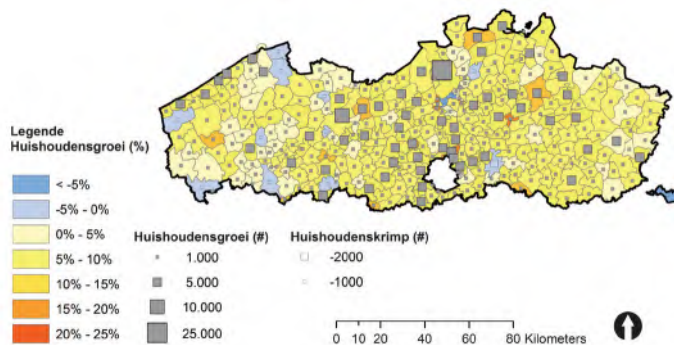 Legende
Huishoudensgroei (%)
< -5%
-5% - 0%
0% - 5%
5% - 10%
10% - 15%
15% - 20%
20% - 25%
Huishoudensgroei (#)
1.000
5.000
10.000
25.000
Huishoudenskrimp (#)
-2000
-1000
0 10 20 40 60 80 Kilometers